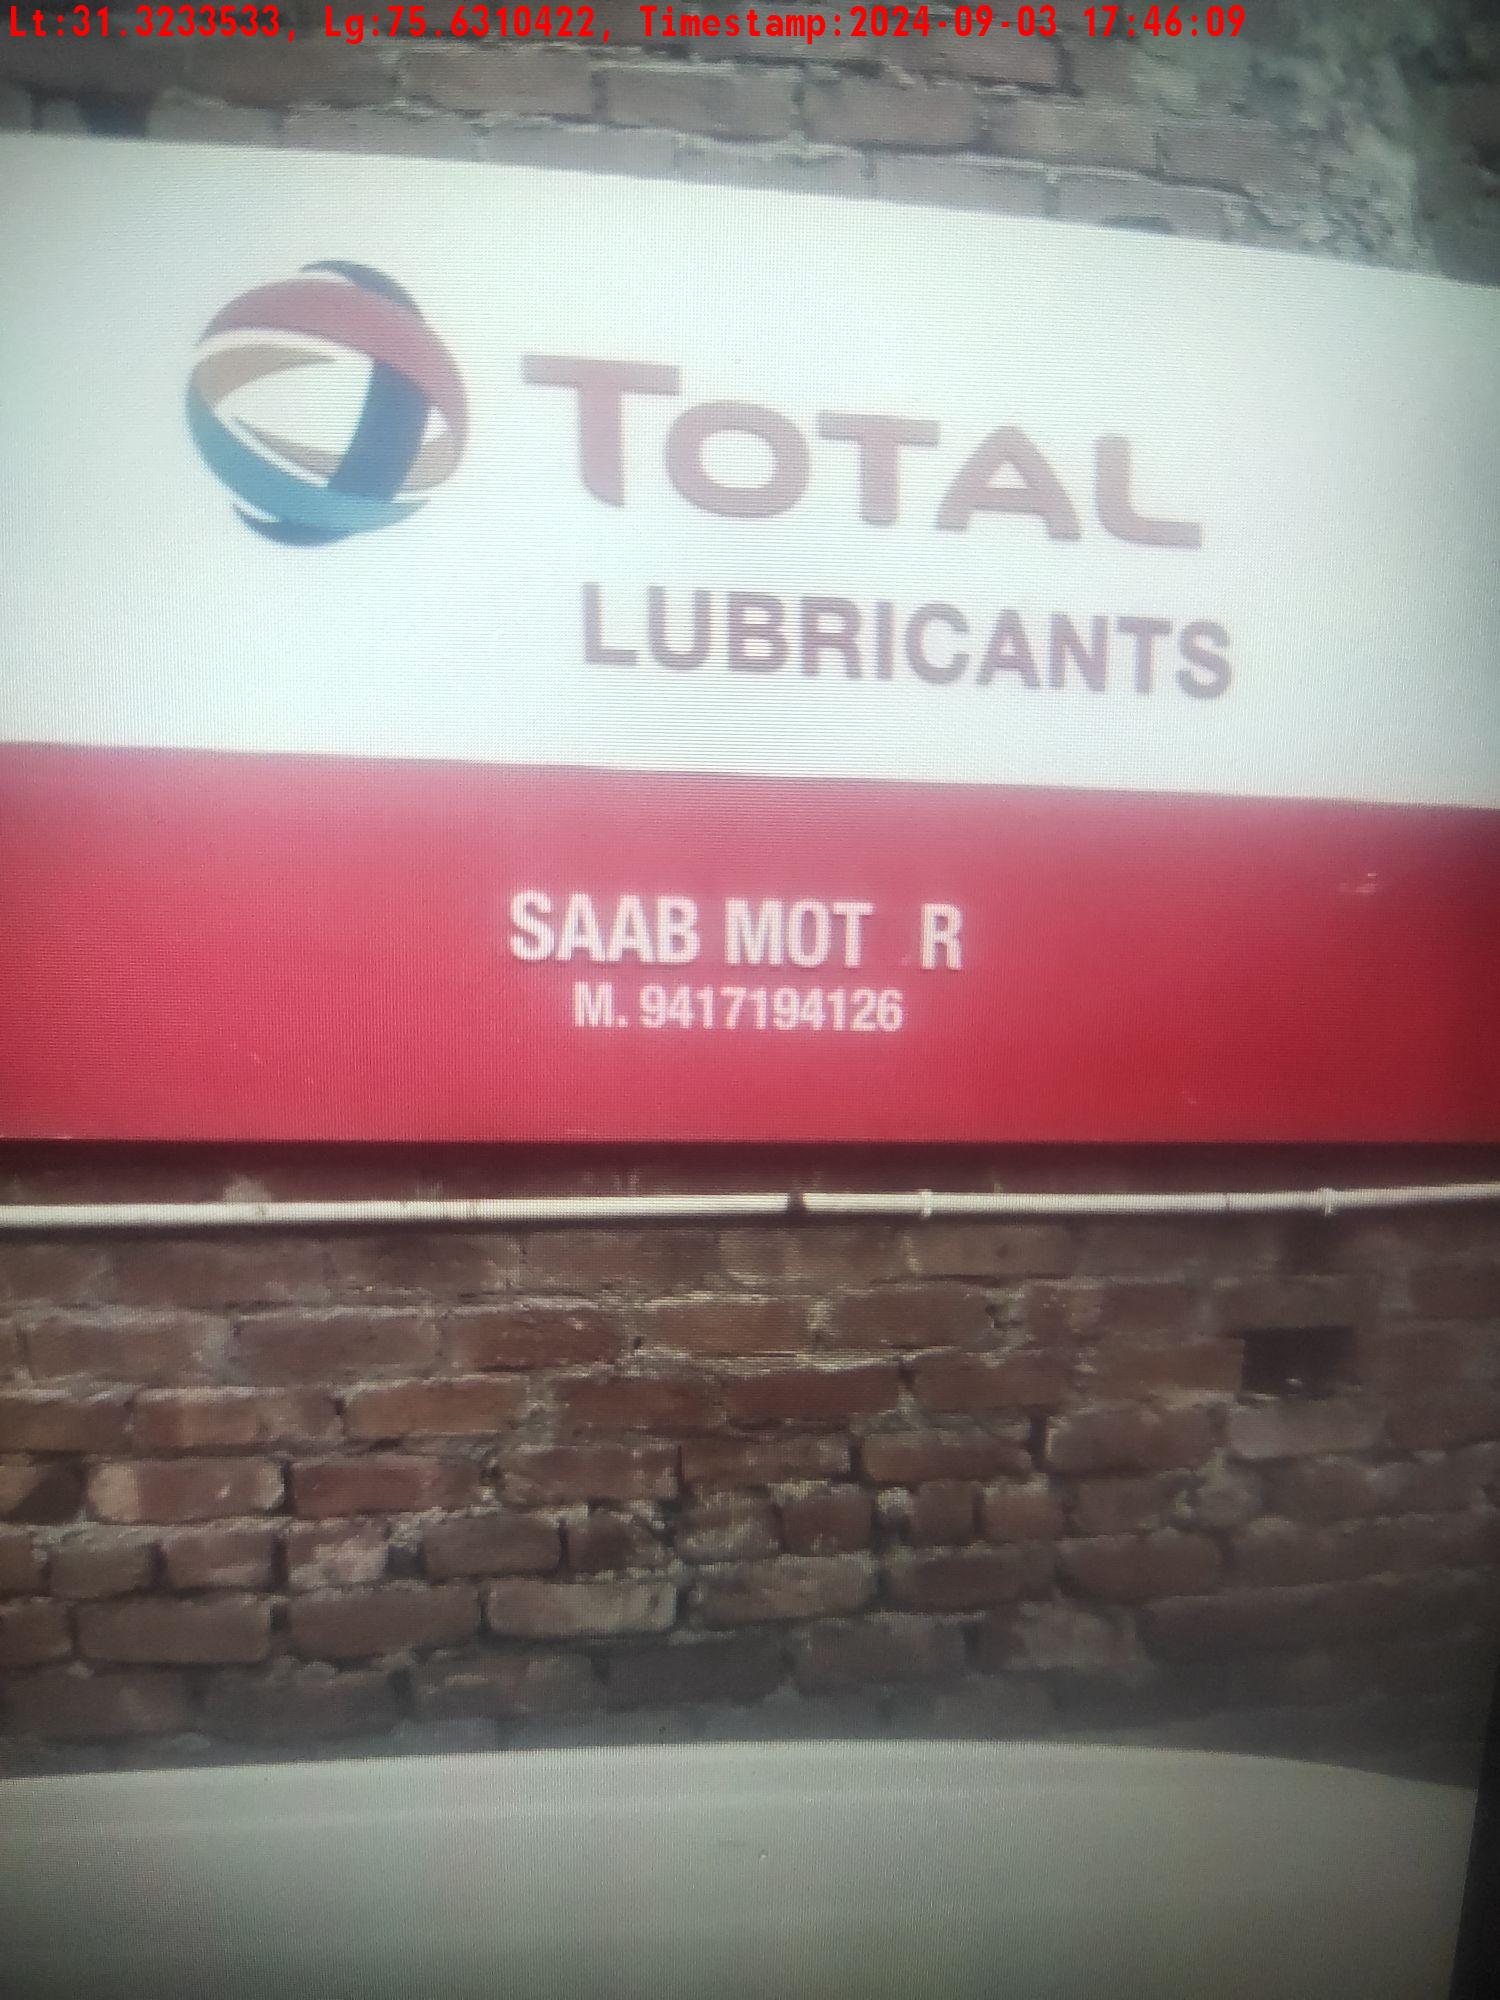 Lt:31.3233533, Lg:75.6310422, Timestamp:2024-09-03 17:46:09
TOTAL
LUBRICANTS
SAAB MOT R
M. 9417194126